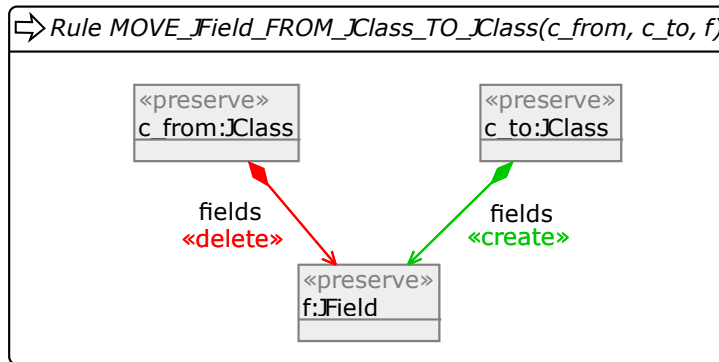 Rule MOVE_JField_FROM_JClass_TO_JClass(c_from, c_to, f)
«preserve»
c_from:JClass
«preserve»
c_to:JClass
fields
«delete»
fields
«create»
«preserve»
f:JField